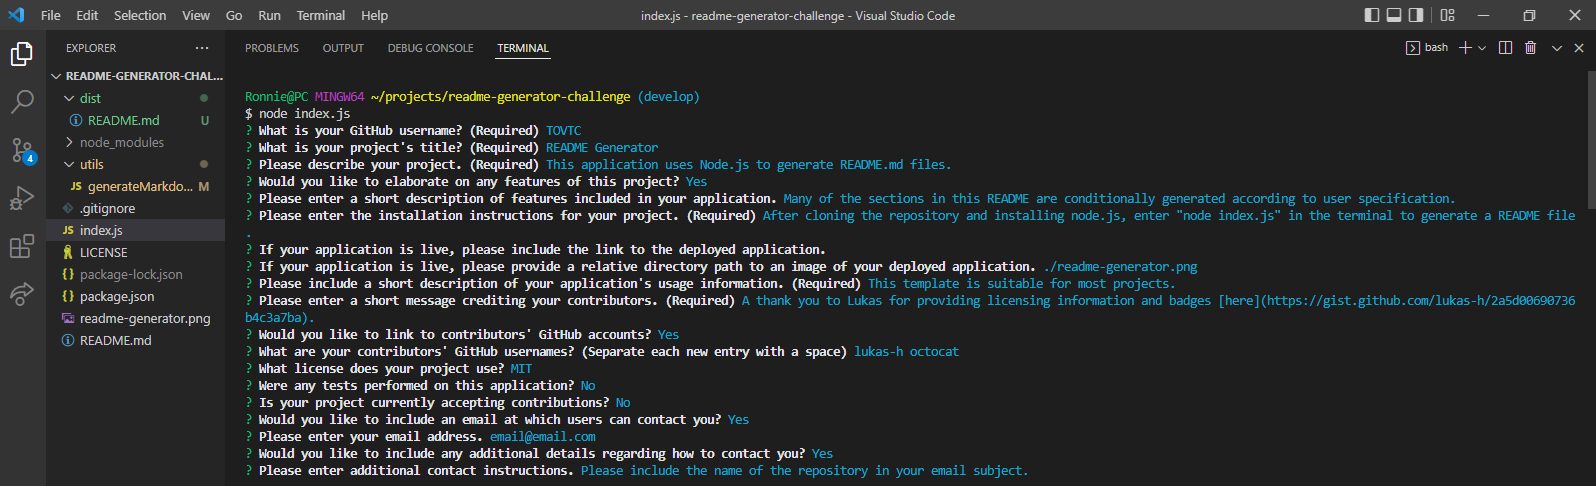 File Edit Selection View Go Run Terminal Help
index.js - readme-generator-challenge - Visual Studio Code
EXPLORER
README-GENERATOR-CHAL...
dist
README.md U
node_modules
utils
JS generateMarkdo... M
.gitignore
JS index.js
LICENSE
{} package-lock.json
{} package.json
readme-generator.png
README.md
4
PROBLEMS OUTPUT DEBUG CONSOLE TERMINAL
bash
Ronnie@PC MINGW64 ~/projects/readme-generator-challenge (develop)
$ node index.js
? What is your GitHub username? (Required) TOVTC
? What is your project's title? (Required) README Generator
? Please describe your project. (Required) This application uses Node.js to generate README.md files.
? Would you like to elaborate on any features of this project? Yes
? Please enter a short description of features included in your application. Many of the sections in this README are conditionally generated according to user specification.
? Please enter the installation instructions for your project. (Required) After cloning the repository and installing node.js, enter "node index.js" in the terminal to generate a README file
.
? If your application is live, please include the link to the deployed application.
? If your application is live, please provide a relative directory path to an image of your deployed application. ./readme-generator.png
? Please include a short description of your application's usage information. (Required) This template is suitable for most projects.
? Please enter a short message crediting your contributors. (Required) A thank you to Lukas for providing licensing information and badges [here](https://gist.github.com/lukas-h/2a5d00690736
b4c3a7ba).
? Would you like to link to contributors' GitHub accounts? Yes
? What are your contributors' GitHub usernames? (Separate each new entry with a space) lukas-h octocat
? What license does your project use? MIT
? Were any tests performed on this application? No
? Is your project currently accepting contributions? No
? Would you like to include an email at which users can contact you? Yes
? Please enter your email address. email@email.com
? Would you like to include any additional details regarding how to contact you? Yes
? Please enter additional contact instructions. Please include the name of the repository in your email subject.